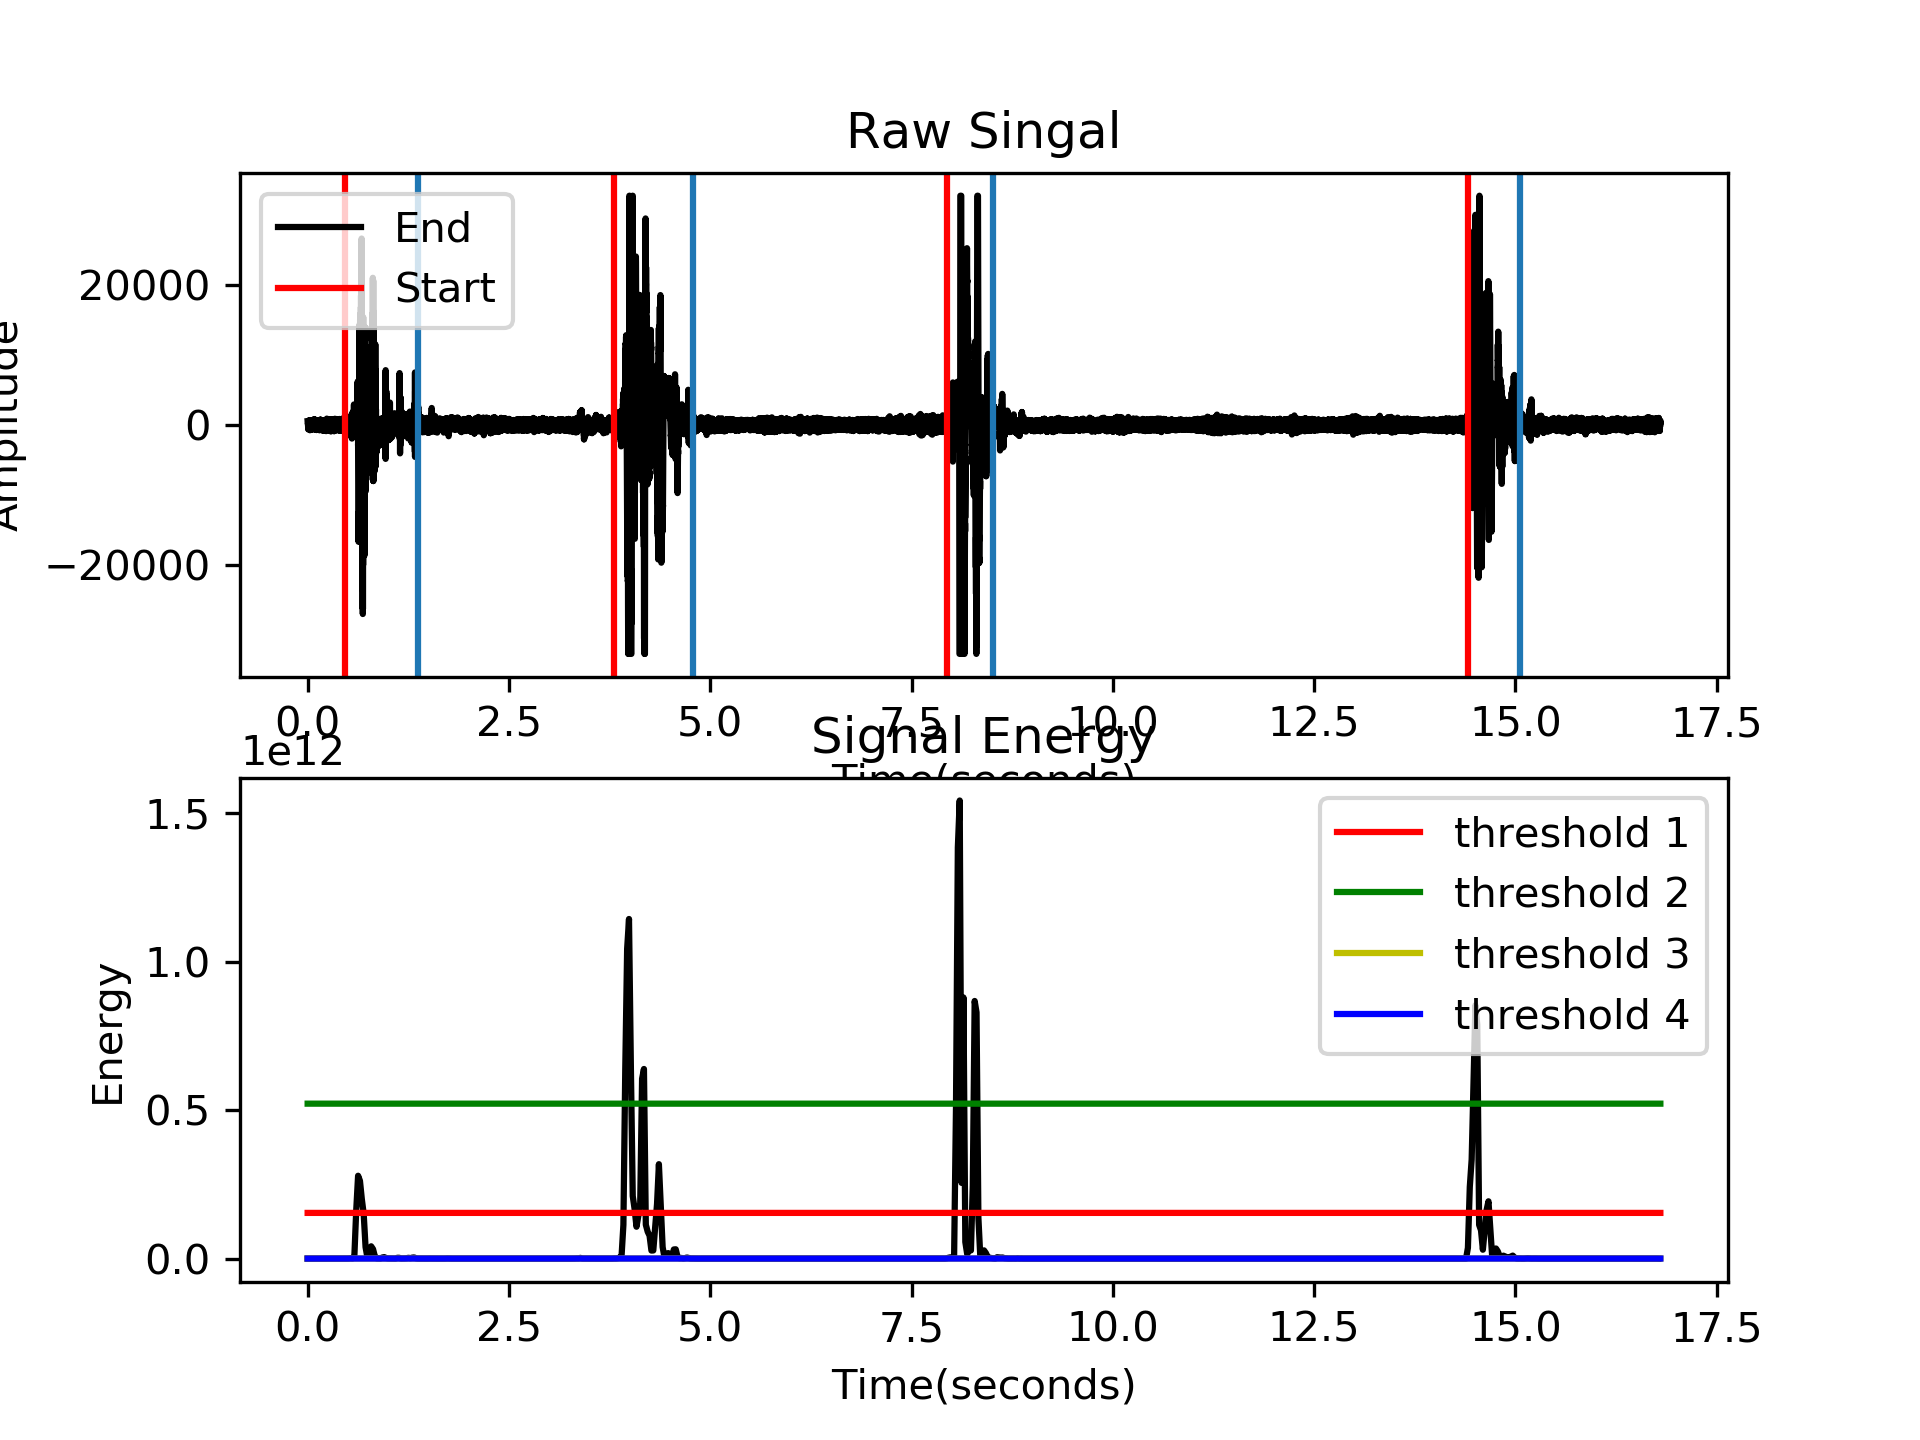 Raw Singal
End
Start
Amplitude
20000
0
−20000
0.0 2.5 5.0 7.5 10.0 12.5 15.0 17.5
Time(seconds)
Signal Energy
1e12
threshold 1
threshold 2
threshold 3
threshold 4
Energy
1.5
1.0
0.5
0.0
0.0 2.5 5.0 7.5 10.0 12.5 15.0 17.5
Time(seconds)